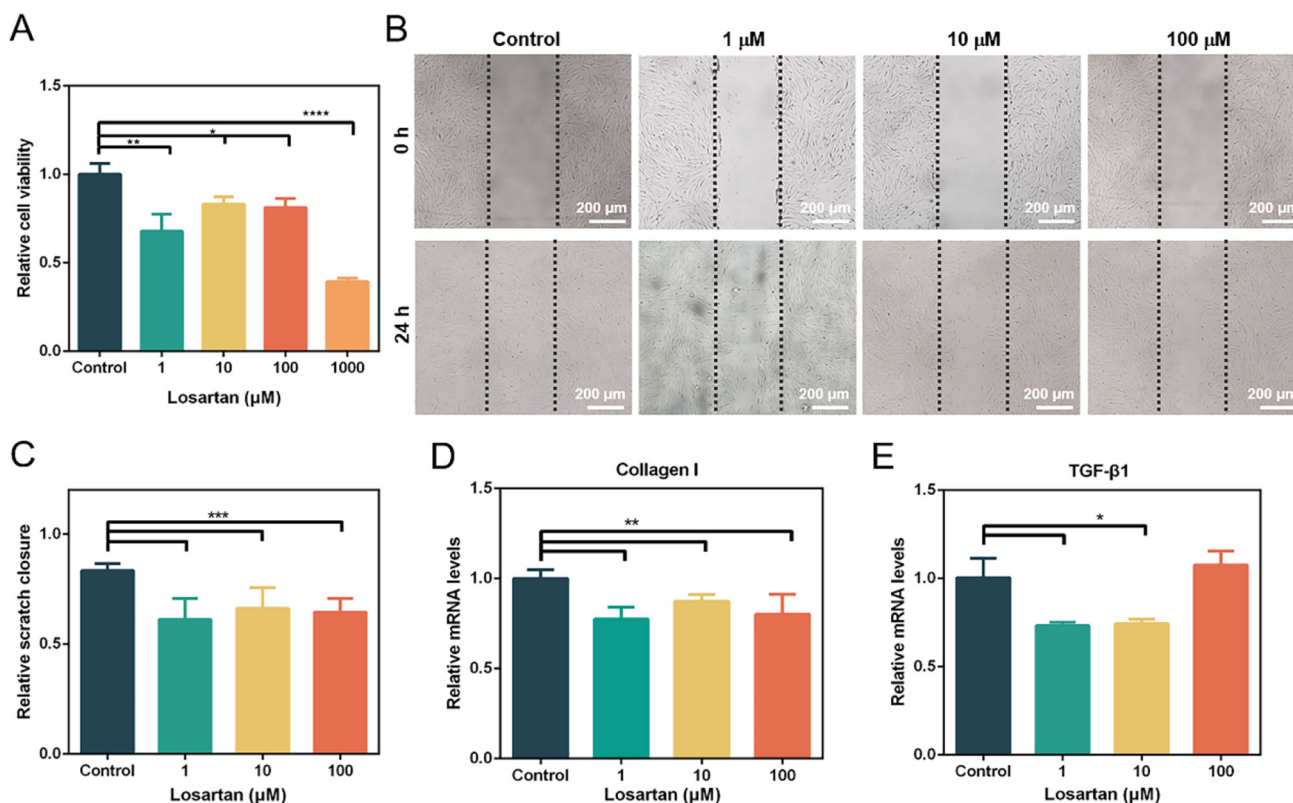 A
1.5
1.0
0.5
0.0
Relative cell viability
**
*
****
Control 1 10 100 1000
Losartan (μM)
B
Control 1 μM 10 μM 100 μM
0 h
200 μm 200 μm 200 μm 200 μm
24 h
200 μm 200 μm 200 μm 200 μm
C
1.0
0.5
0.0
Relative scratch closure
***
Control 1 10 100
Losartan (μM)
D
Collagen I
1.5
1.0
0.5
0.0
Relative mRNA levels
**
Control 1 10 100
Losartan (μM)
E
TGF-β1
1.5
1.0
0.5
0.0
Relative mRNA levels
*
Control 1 10 100
Losartan (μM)